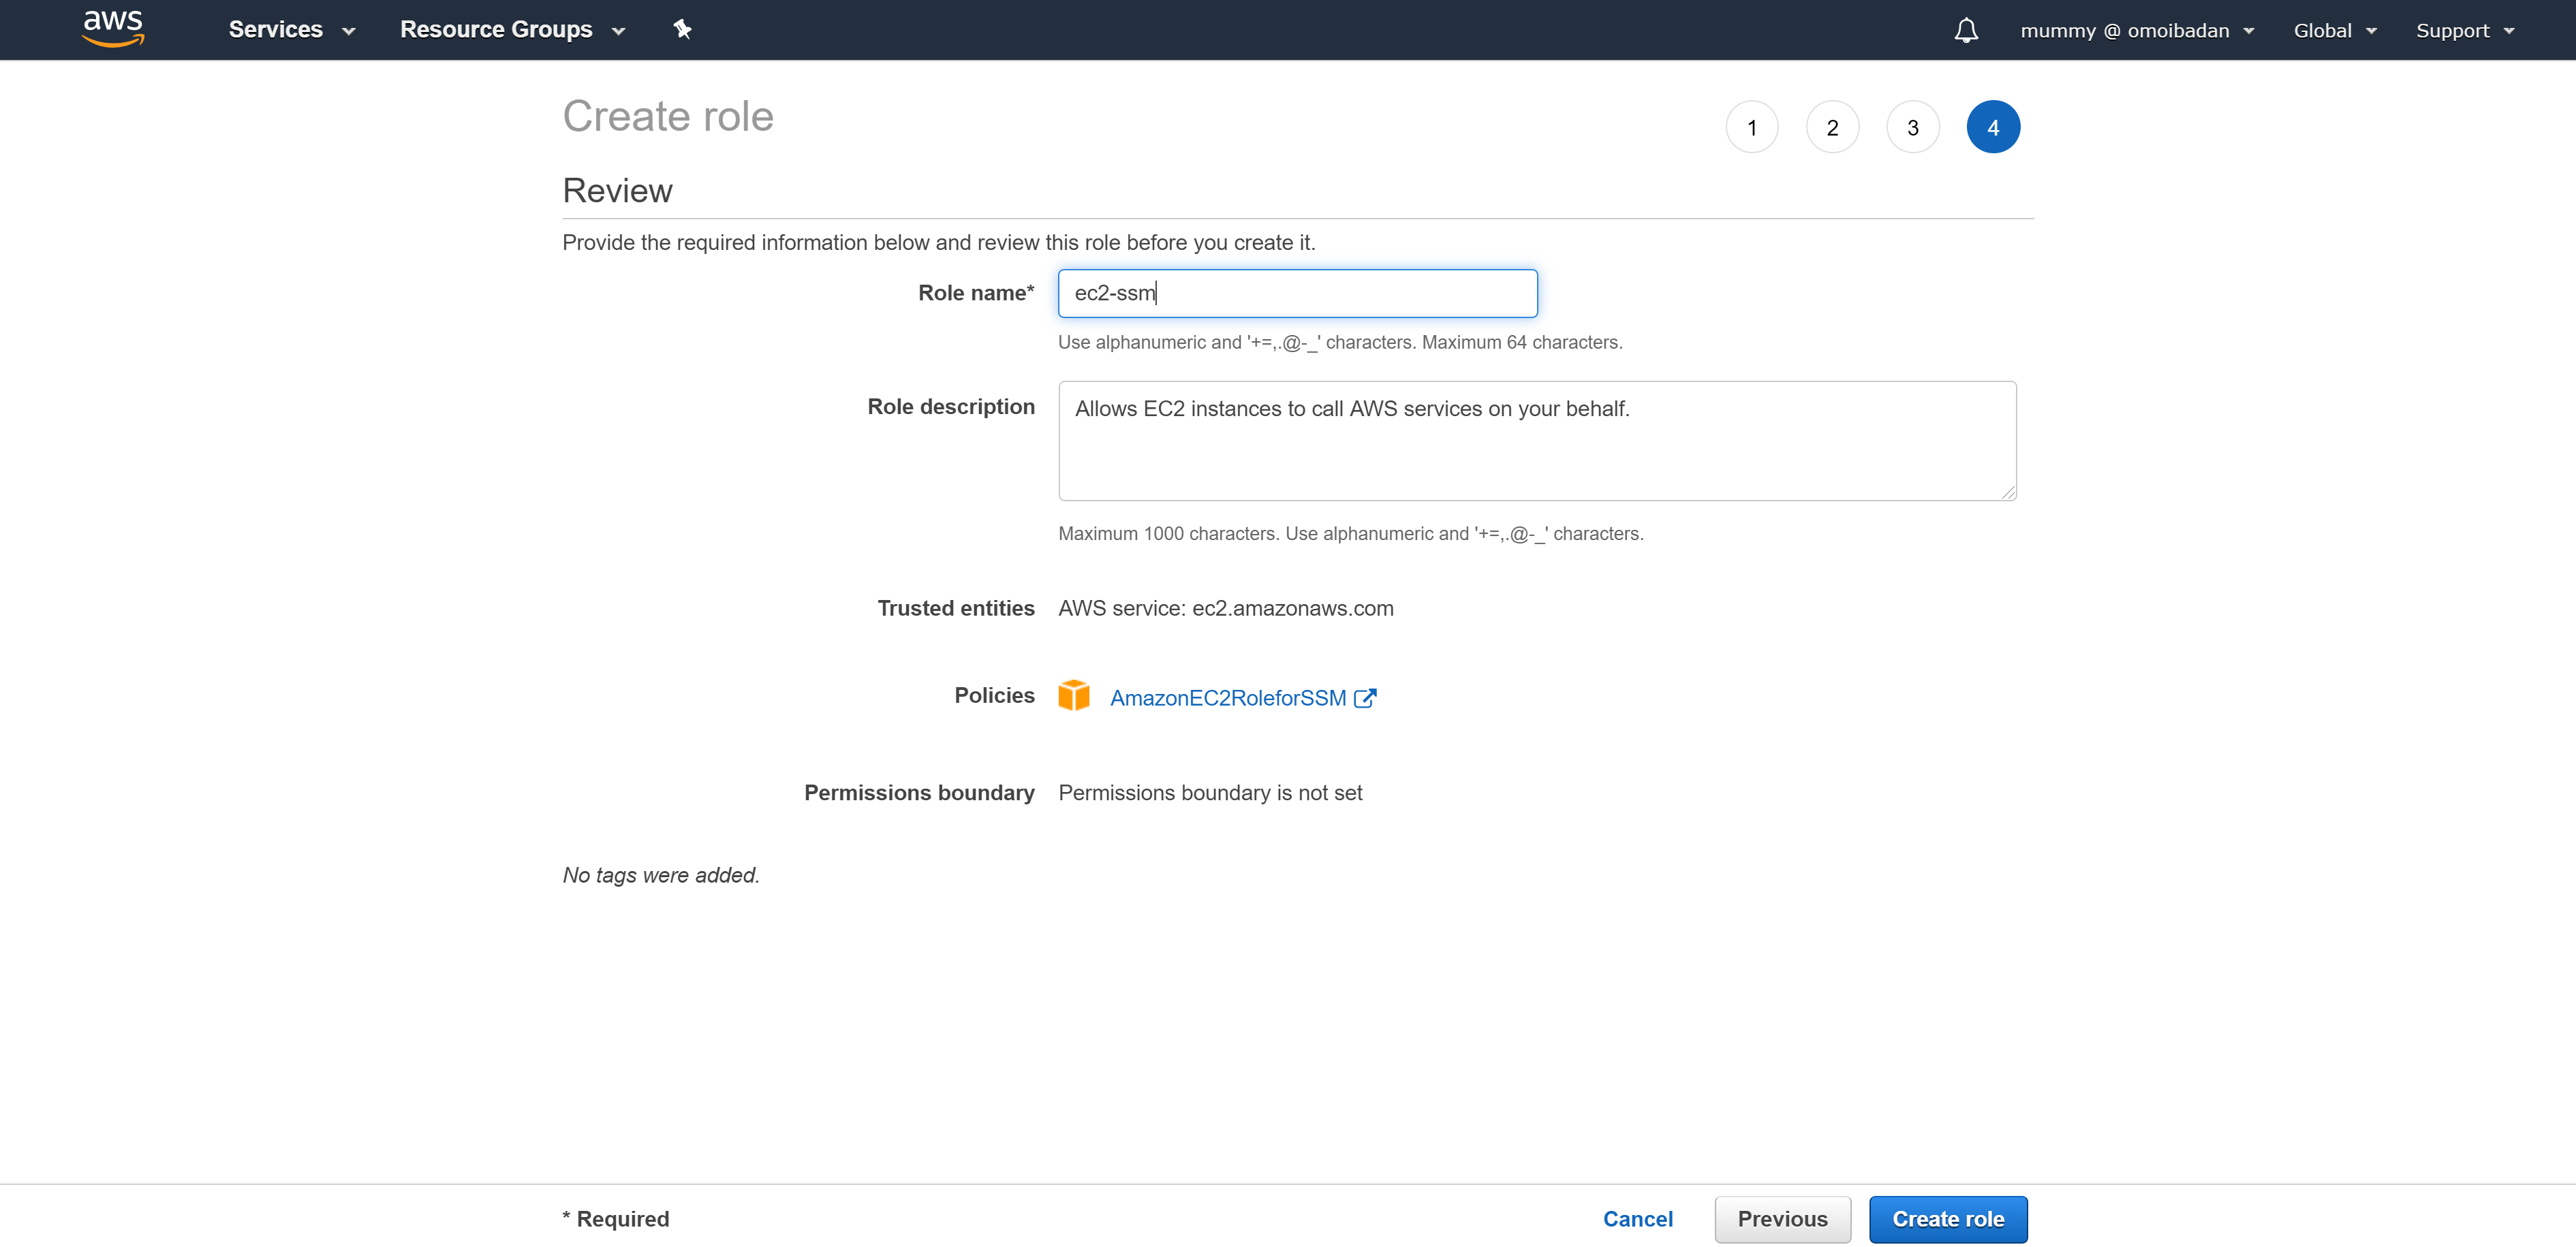 aws Services Resource Groups mummy @ omoibadan Global Support
Create role
1 2 3 4
Review
Provide the required information below and review this role before you create it.
Role name* ec2-ssm
Use alphanumeric and '+=,.@-_' characters. Maximum 64 characters.
Role description Allows EC2 instances to call AWS services on your behalf.
Maximum 1000 characters. Use alphanumeric and '+=,.@-_' characters.
Trusted entities AWS service: ec2.amazonaws.com
Policies AmazonEC2RoleforSSM
Permissions boundary Permissions boundary is not set
No tags were added.
* Required Cancel Previous Create role